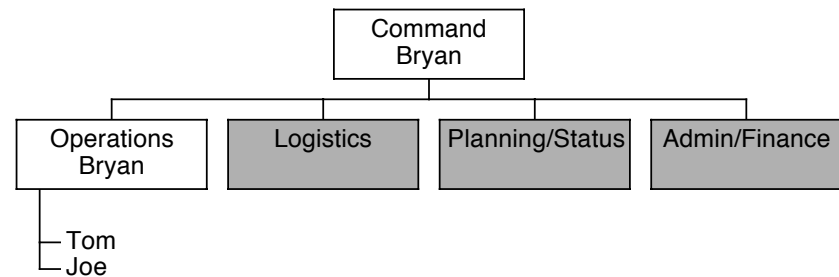 Command
Bryan
Operations
Bryan
Logistics
Planning/Status
Admin/Finance
Tom
Joe